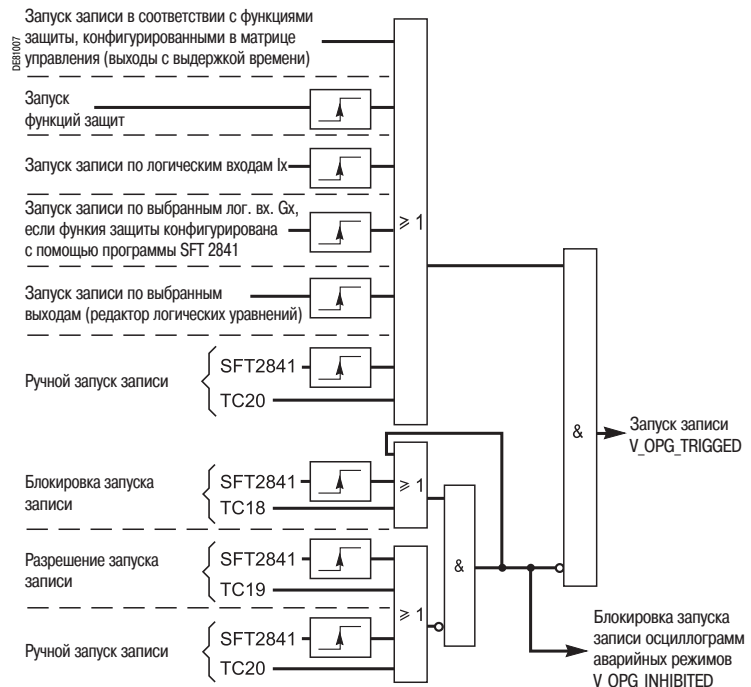 Запуск записи в соответствии с функциями
защиты, конфигурированными в матрице
управления (выходы с выдержкой времени)
DE81007
Запуск
функций защит
Запуск записи по логическим входам Ix
Запуск записи по выбранным лог. вх. Gx,
если функия защиты конфигурирована
с помощью программы SFT 2841
⩾ 1
Запуск записи по выбранным
выходам (редактор логических уравнений)
Ручной запуск записи
SFT2841
TC20
&
Запуск записи
V_OPG_TRIGGED
Блокировка запуска
записи
SFT2841
TC18
⩾ 1
Разрешение запуска
записи
SFT2841
TC19
&
⩾ 1
Ручной запуск записи
SFT2841
TC20
Блокировка запуска
записи осциллограмм
аварийных режимов
V_OPG_INHIBITED